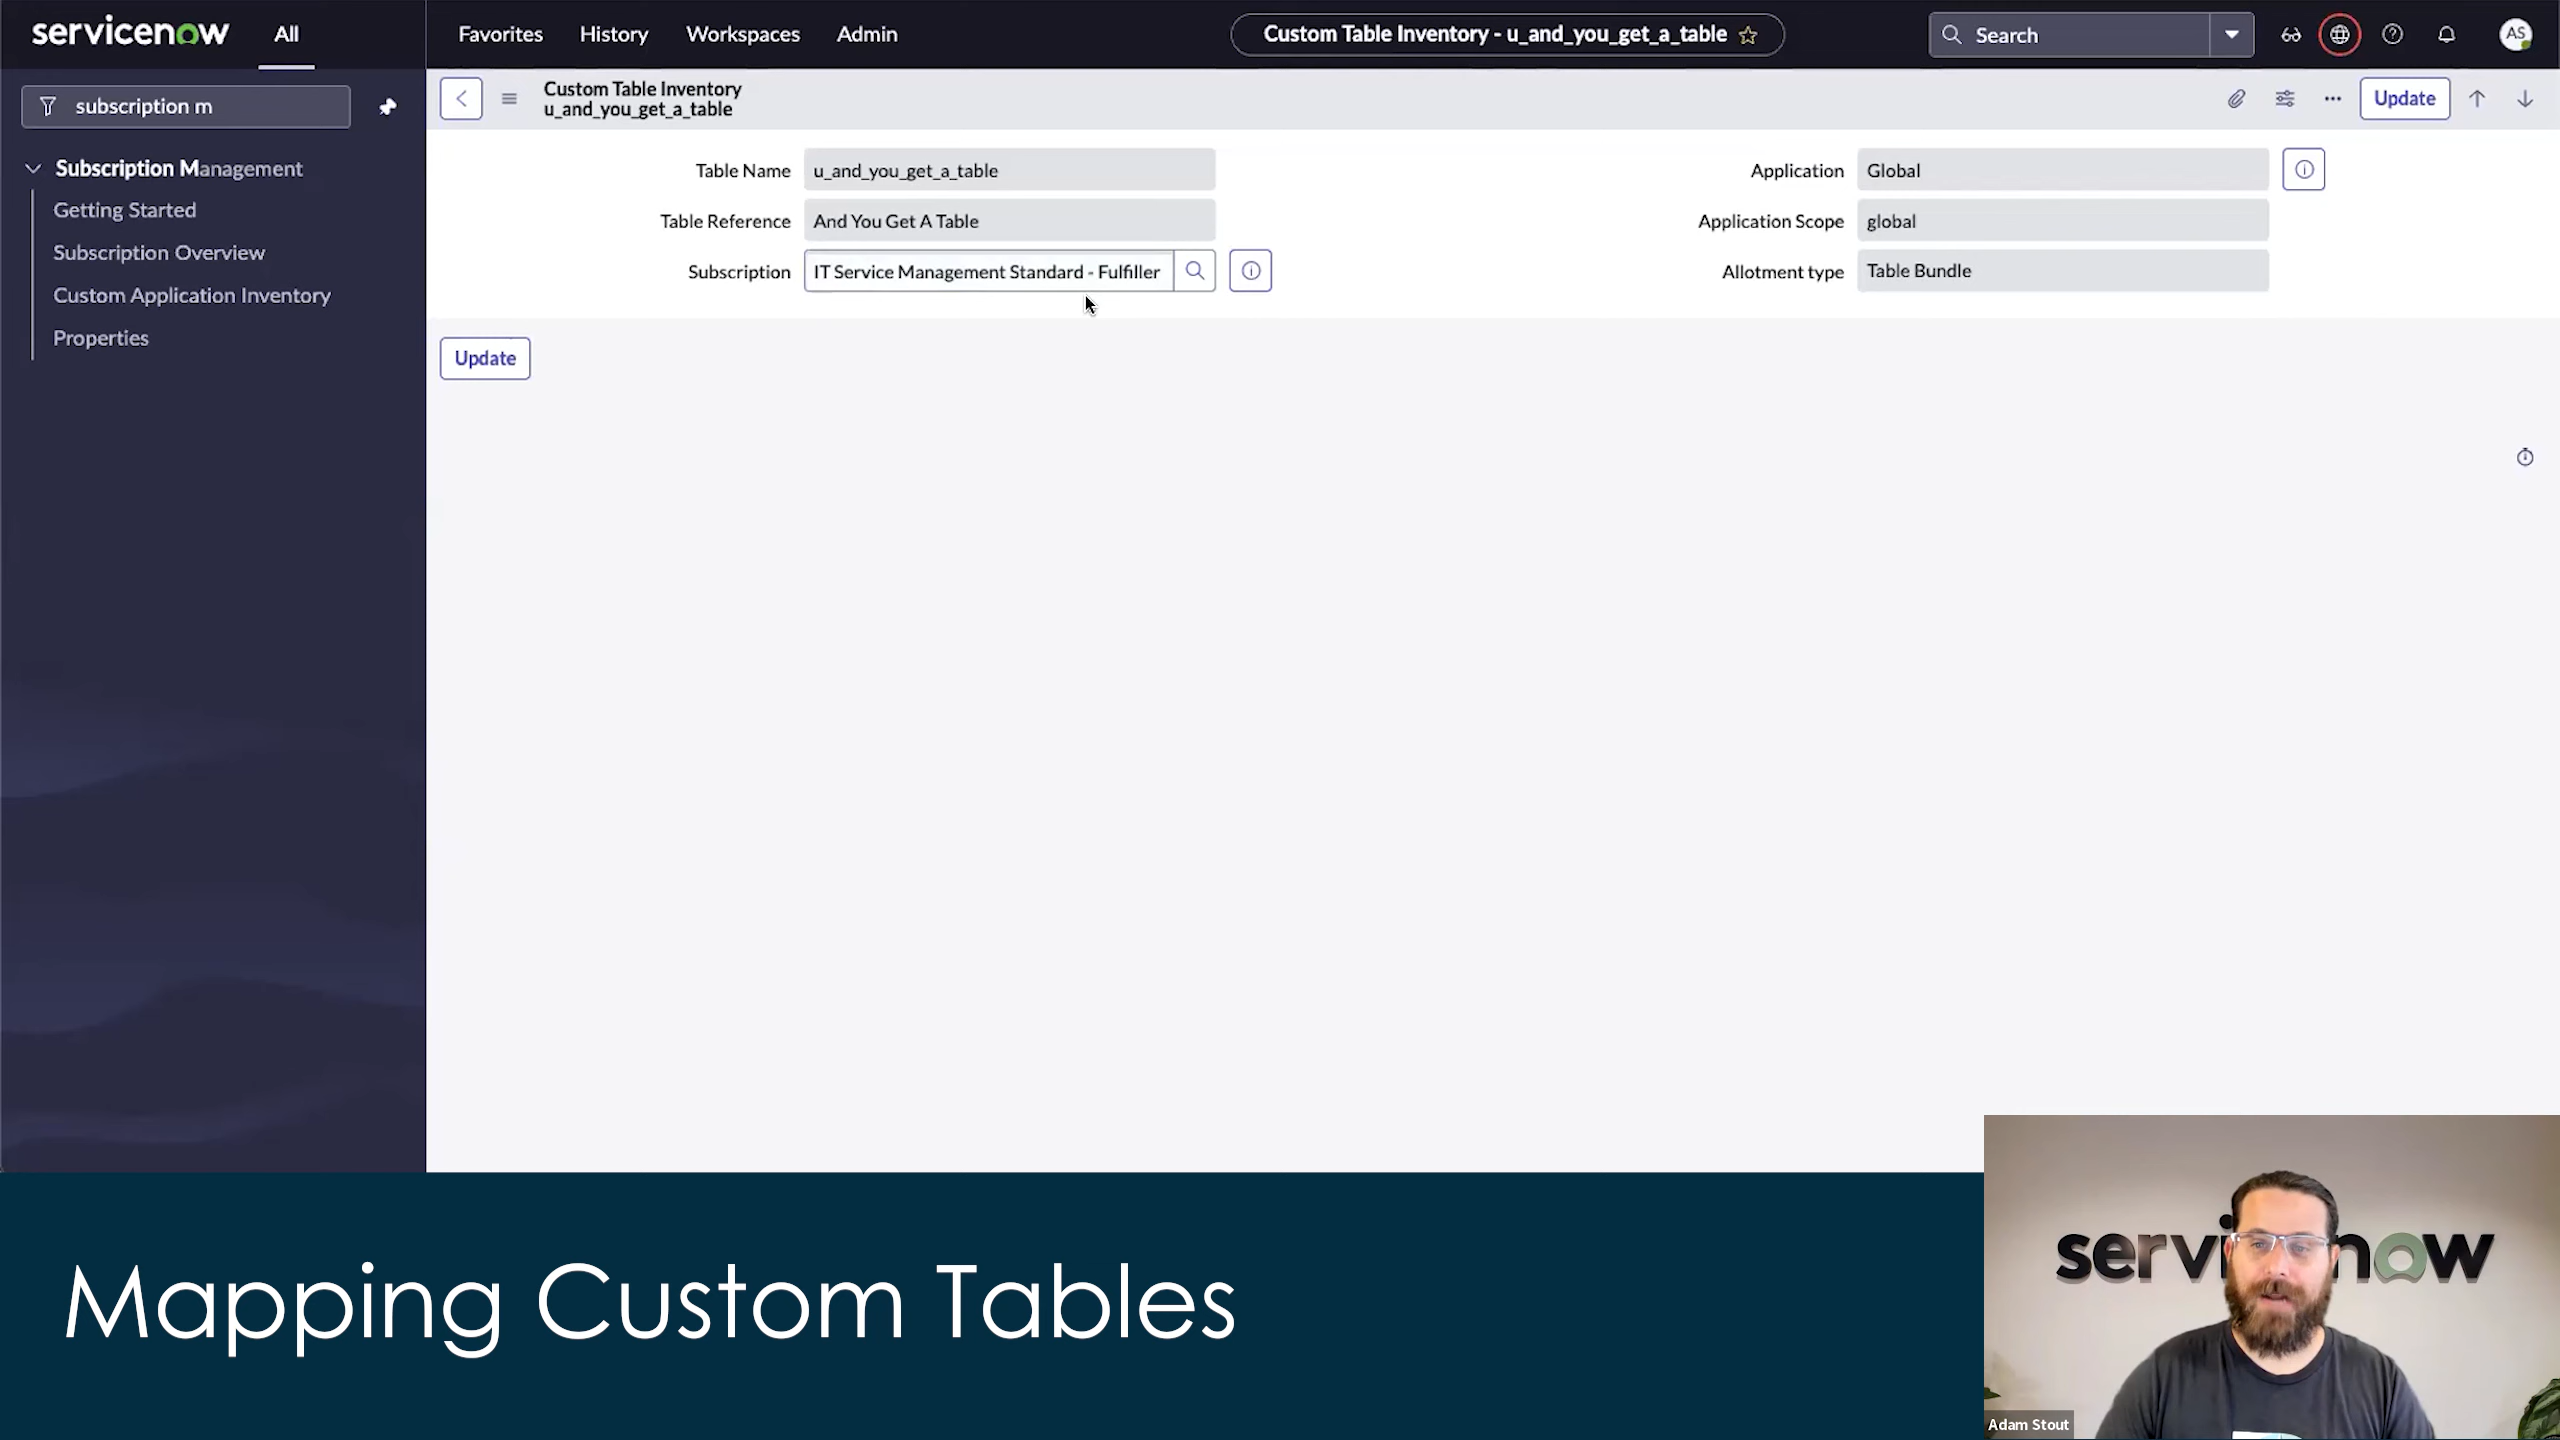 servicenow
All
Favorites
History
Workspaces
Admin
Custom Table Inventory - u_and_you_get_a_table
Search
AS
subscription m
Custom Table Inventory
u_and_you_get_a_table
Update
Subscription Management
Getting Started
Subscription Overview
Custom Application Inventory
Properties
Table Name
u_and_you_get_a_table
Application
Global
Table Reference
And You Get A Table
Application Scope
global
Subscription
IT Service Management Standard - Fulfiller
Allotment type
Table Bundle
Update
Mapping Custom Tables
servicenow
Adam Stout